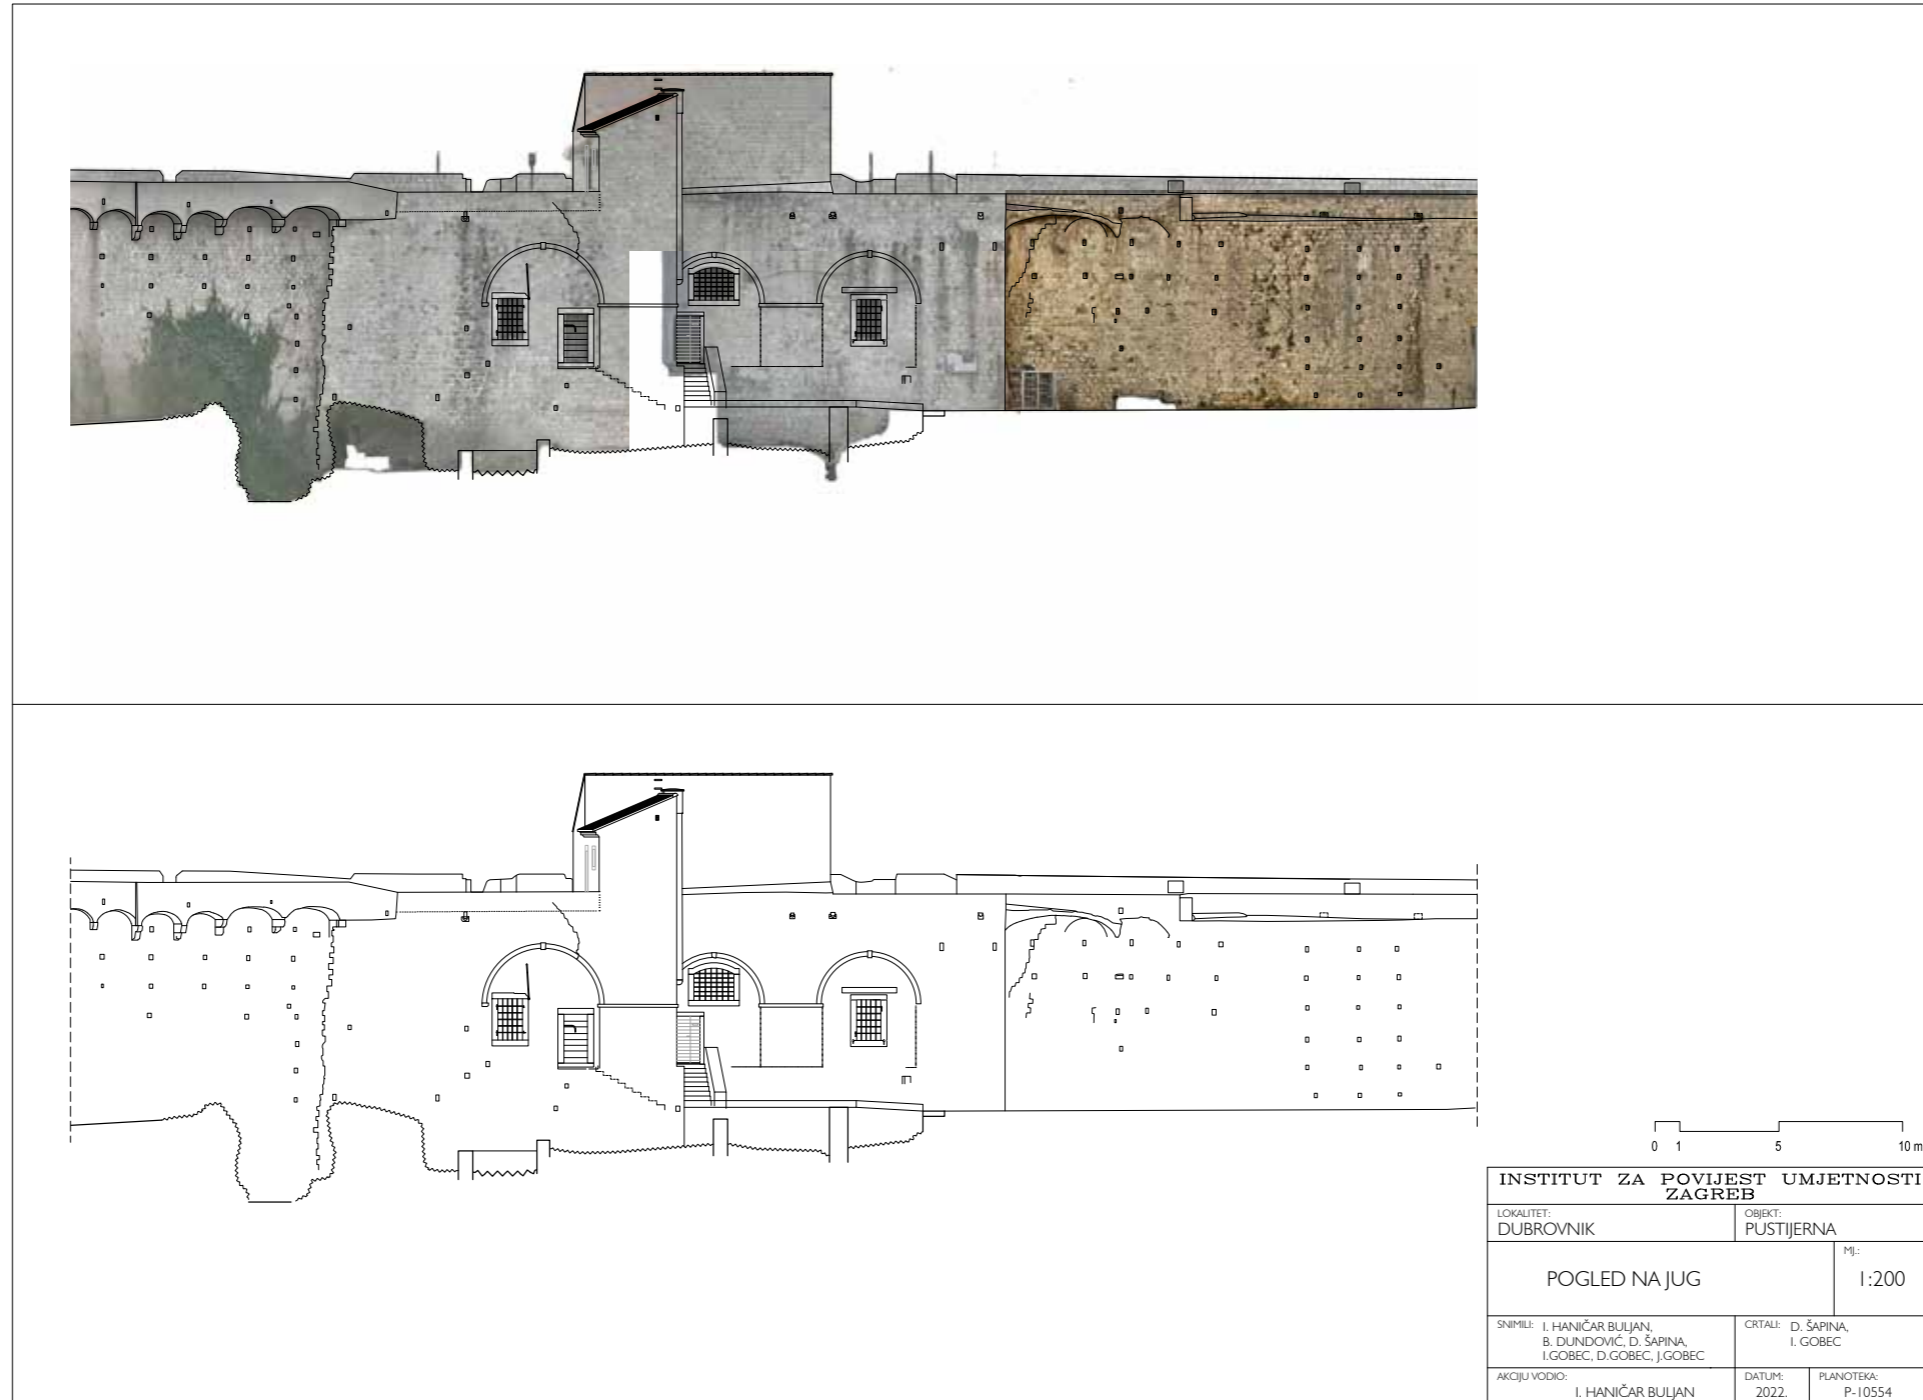 0 1 5 10 m
INSTITUT ZA POVIJEST UMJETNOSTI
ZAGREB
LOKALITET:
DUBROVNIK
OBJEKT:
PUSTIJERNA
POGLED NA JUG
MJ.:
1:200
SNIMILI: I. HANIČAR BULJAN,
B. DUNDOVIĆ, D. ŠAPINA,
I.GOBEC, D.GOBEC, J.GOBEC
CRTALI: D. ŠAPINA,
I. GOBEC
AKCIJU VODIO:
I. HANIČAR BULJAN
DATUM:
2022.
PLANOTEKA:
P-10554